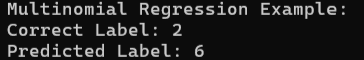 Multinomial Regression Example:
Correct Label: 2
Predicted Label: 6